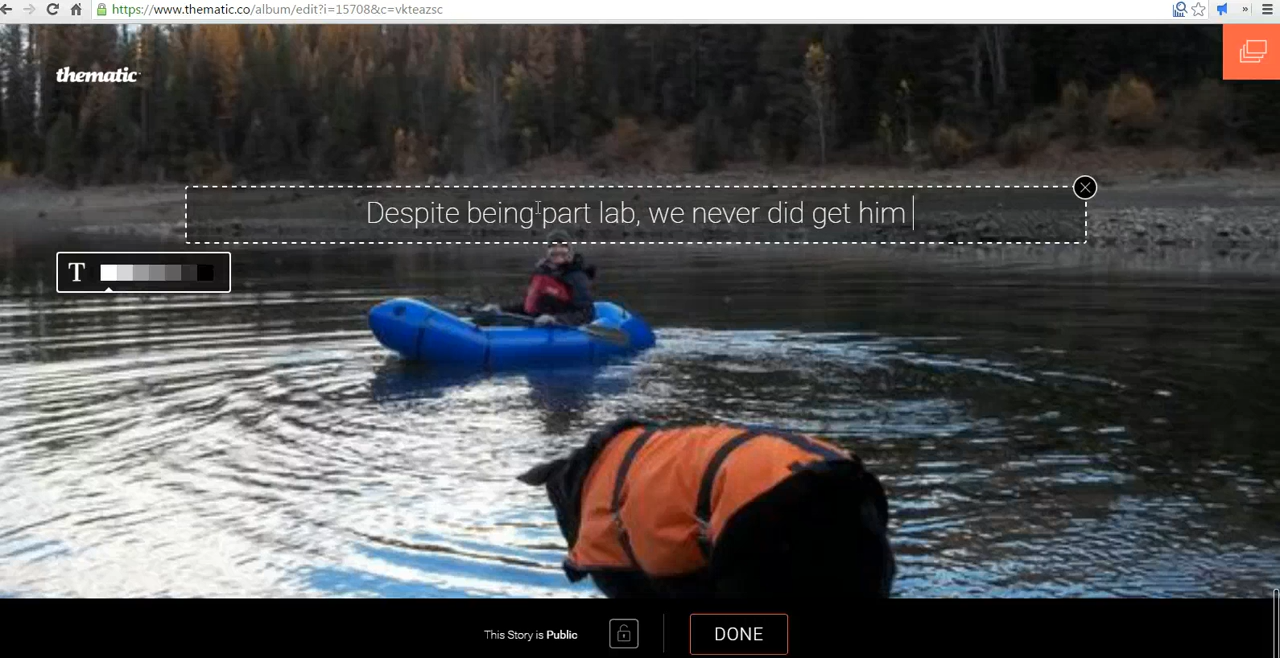 https://www.thematic.co/album/edit?i=15708&c=vkteazsc
»
thematic
Despite being part lab, we never did get him
T
This Story is Public
DONE